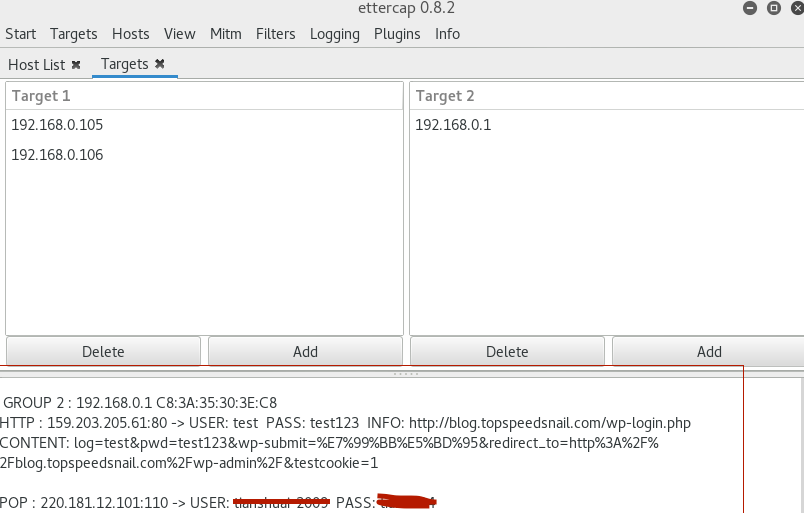 ettercap 0.8.2
Start Targets Hosts View Mitm Filters Logging Plugins Info
Host List Targets
Target 1 Target 2
192.168.0.105 192.168.0.1
192.168.0.106
Delete Add Delete Add
GROUP 2 : 192.168.0.1 C8:3A:35:30:3E:C8
HTTP : 159.203.205.61:80 -> USER: test PASS: test123 INFO: http://blog.topspeedsnail.com/wp-login.php
CONTENT: log=test&pwd=test123&wp-submit=%E7%99%BB%E5%BD%95&redirect_to=http%3A%2F%
2Fblog.topspeedsnail.com%2Fwp-admin%2F&testcookie=1
POP : 220.181.12.101:110 -> USER: PASS: